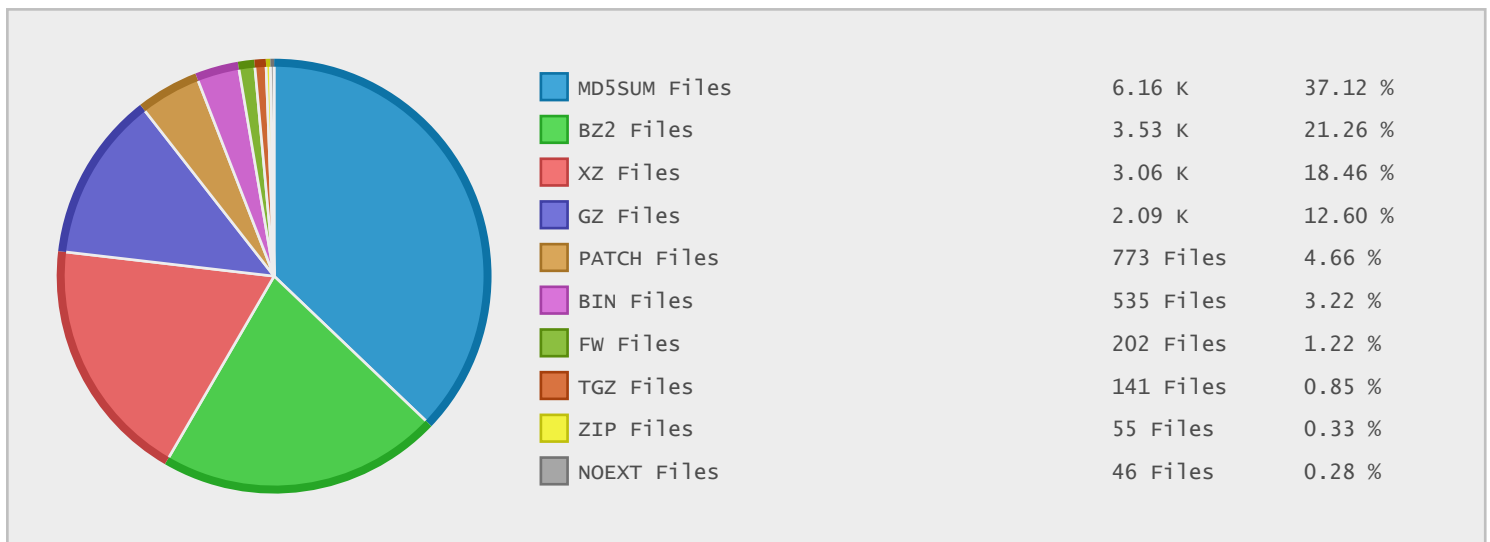 MD5SUM Files 6.16 K 37.12 %
BZ2 Files 3.53 K 21.26 %
XZ Files 3.06 K 18.46 %
GZ Files 2.09 K 12.60 %
PATCH Files 773 Files 4.66 %
BIN Files 535 Files 3.22 %
FW Files 202 Files 1.22 %
TGZ Files 141 Files 0.85 %
ZIP Files 55 Files 0.33 %
NOEXT Files 46 Files 0.28 %